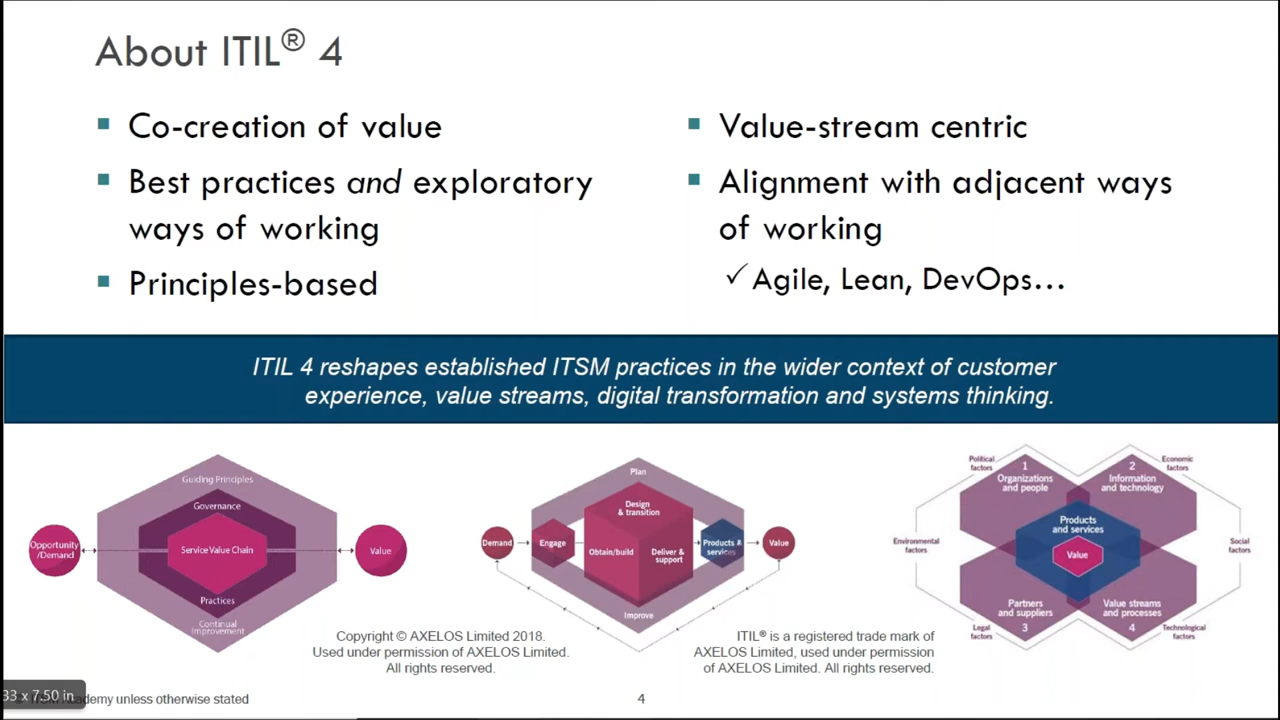 About ITIL® 4
Co-creation of value
Best practices and exploratory
ways of working
Principles-based
Value-stream centric
Alignment with adjacent ways
of working
✓ Agile, Lean, DevOps...
ITIL 4 reshapes established ITSM practices in the wider context of customer
experience, value streams, digital transformation and systems thinking.
Guiding Principles
Governance
Opportunity
/Demand
Service Value Chain
Value
Practices
Continual
Improvement
Plan
Design
& transition
Demand
Engage
Obtain/build
Deliver &
support
Products &
services
Value
Improve
Political
factors
1
Organizations
and people
2
Information
and technology
Economic
factors
Products
and services
Value
Environmental
factors
Social
factors
Partners
and suppliers
3
Value streams
and processes
4
Legal
factors
Technological
factors
Copyright © AXELOS Limited 2018.
Used under permission of AXELOS Limited.
All rights reserved.
ITIL® is a registered trade mark of
AXELOS Limited, used under permission
of AXELOS Limited. All rights reserved.
33 x 7.50 in
Academy unless otherwise stated
4